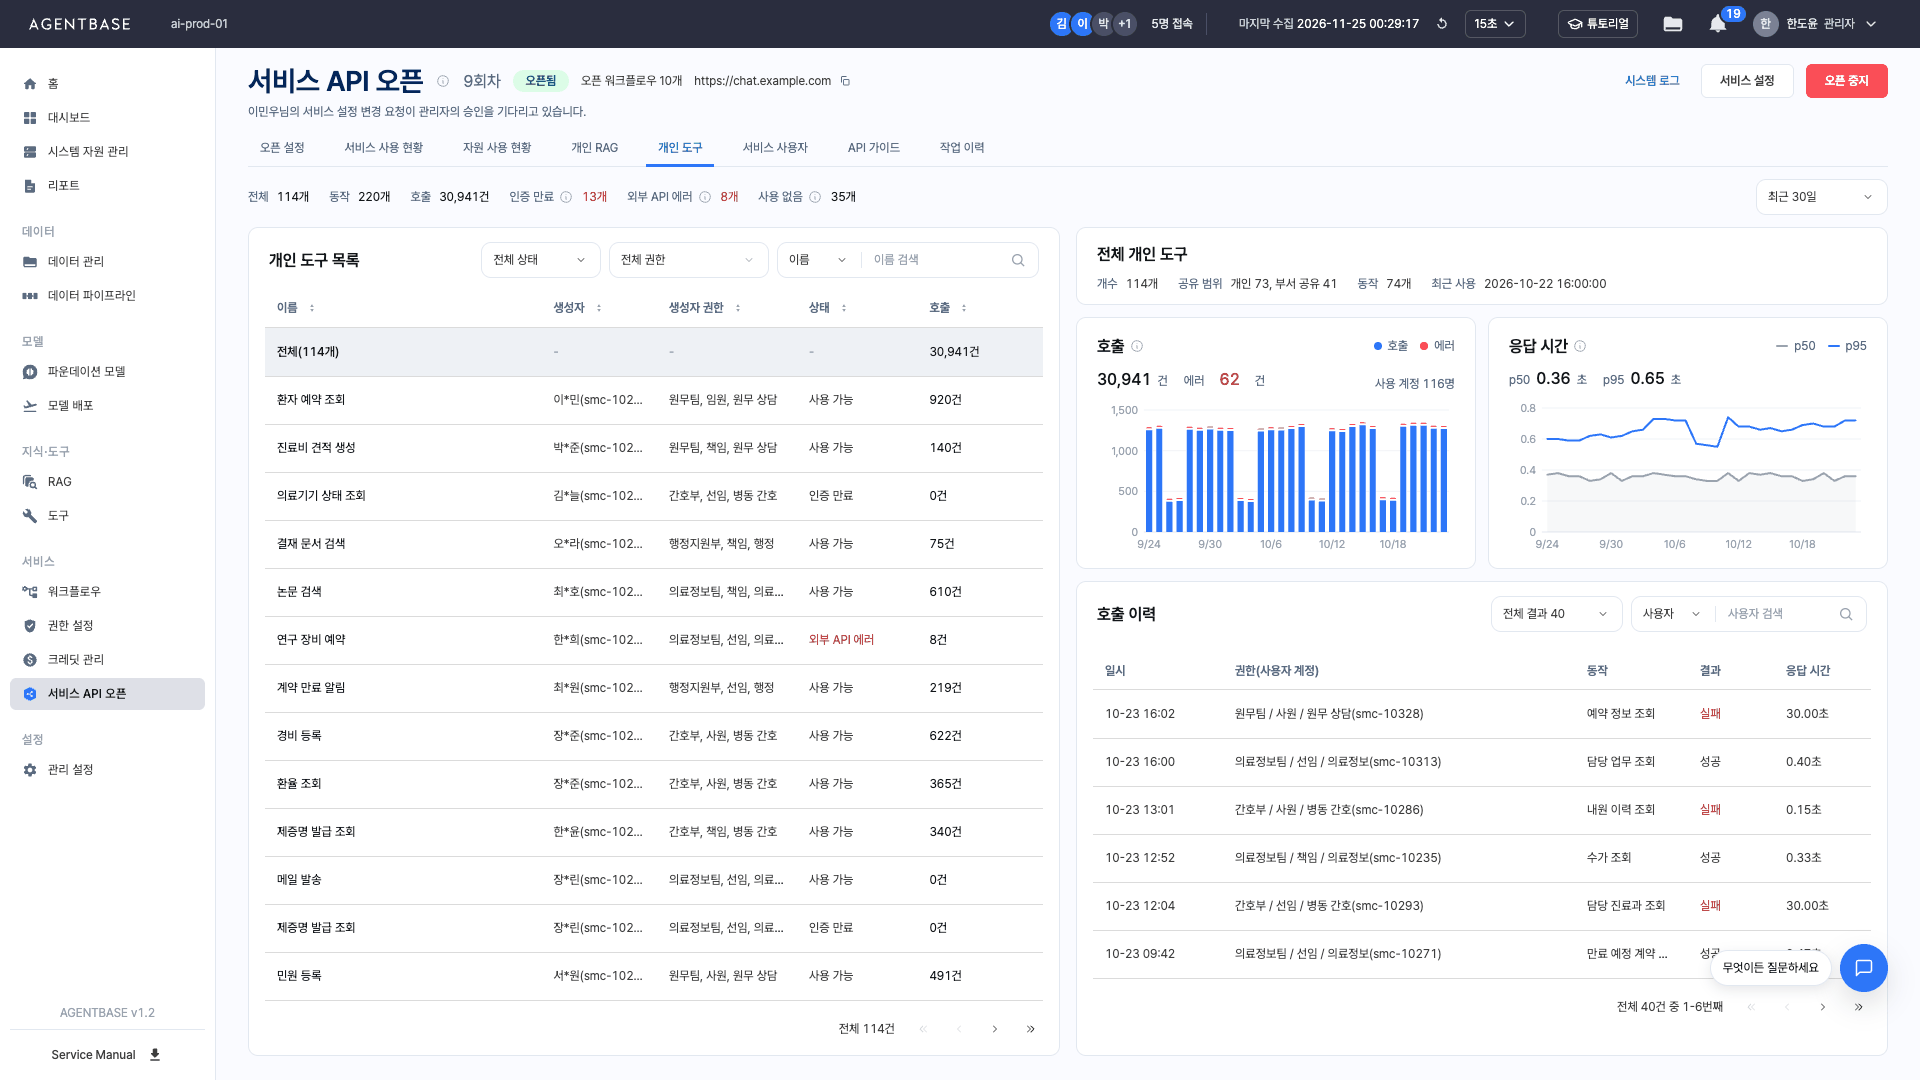 AGENTBASE ai-prod-01 김 이 박 +1 5명 접속 마지막 수집 2026-11-25 00:29:17 15초 튜토리얼 19 한 한도윤 관리자
홈
대시보드
시스템 자원 관리
리포트
데이터
데이터 관리
데이터 파이프라인
모델
파운데이션 모델
모델 배포
지식·도구
RAG
도구
서비스
워크플로우
권한 설정
크레딧 관리
서비스 API 오픈
설정
관리 설정
AGENTBASE v1.2
Service Manual
서비스 API 오픈 9회차 오픈됨 오픈 워크플로우 10개 https://chat.example.com 시스템 로그 서비스 설정 오픈 중지
이민우님의 서비스 설정 변경 요청이 관리자의 승인을 기다리고 있습니다.
오픈 설정 서비스 사용 현황 자원 사용 현황 개인 RAG 개인 도구 서비스 사용자 API 가이드 작업 이력
전체 114개 동작 220개 호출 30,941건 인증 만료 13개 외부 API 에러 8개 사용 없음 35개 최근 30일
개인 도구 목록 전체 상태 전체 권한 이름 이름 검색
이름 생성자 생성자 권한 상태 호출
전체(114개) - - - 30,941건
환자 예약 조회 이*민(smc-102... 원무팀, 임원, 원무 상담 사용 가능 920건
진료비 견적 생성 박*준(smc-102... 원무팀, 책임, 원무 상담 사용 가능 140건
의료기기 상태 조회 김*늘(smc-102... 간호부, 선임, 병동 간호 인증 만료 0건
결재 문서 검색 오*라(smc-102... 행정지원부, 책임, 행정 사용 가능 75건
논문 검색 최*호(smc-102... 의료정보팀, 책임, 의료... 사용 가능 610건
연구 장비 예약 한*희(smc-102... 의료정보팀, 선임, 의료... 외부 API 에러 8건
계약 만료 알림 최*원(smc-102... 행정지원부, 선임, 행정 사용 가능 219건
경비 등록 장*준(smc-102... 간호부, 사원, 병동 간호 사용 가능 622건
환율 조회 장*준(smc-102... 간호부, 사원, 병동 간호 사용 가능 365건
제증명 발급 조회 한*윤(smc-102... 간호부, 책임, 병동 간호 사용 가능 340건
메일 발송 장*린(smc-102... 의료정보팀, 선임, 의료... 사용 가능 0건
제증명 발급 조회 장*린(smc-102... 의료정보팀, 선임, 의료... 인증 만료 0건
민원 등록 서*원(smc-102... 원무팀, 사원, 원무 상담 사용 가능 491건
전체 114건
전체 개인 도구
개수 114개 공유 범위 개인 73, 부서 공유 41 동작 74개 최근 사용 2026-10-22 16:00:00
호출 호출 에러
30,941 건 에러 62 건 사용 계정 116명
1,500
1,000
500
0
9/24 9/30 10/6 10/12 10/18
응답 시간 p50 p95
p50 0.36 초 p95 0.65 초
0.8
0.6
0.4
0.2
0
9/24 9/30 10/6 10/12 10/18
호출 이력 전체 결과 40 사용자 사용자 검색
일시 권한(사용자 계정) 동작 결과 응답 시간
10-23 16:02 원무팀 / 사원 / 원무 상담(smc-10328) 예약 정보 조회 실패 30.00초
10-23 16:00 의료정보팀 / 선임 / 의료정보(smc-10313) 담당 업무 조회 성공 0.40초
10-23 13:01 간호부 / 사원 / 병동 간호(smc-10286) 내원 이력 조회 실패 0.15초
10-23 12:52 의료정보팀 / 책임 / 의료정보(smc-10235) 수가 조회 성공 0.33초
10-23 12:04 간호부 / 선임 / 병동 간호(smc-10293) 담당 진료과 조회 실패 30.00초
10-23 09:42 의료정보팀 / 선임 / 의료정보(smc-10271) 만료 예정 계약 ... 성공
무엇이든 질문하세요
전체 40건 중 1-6번째